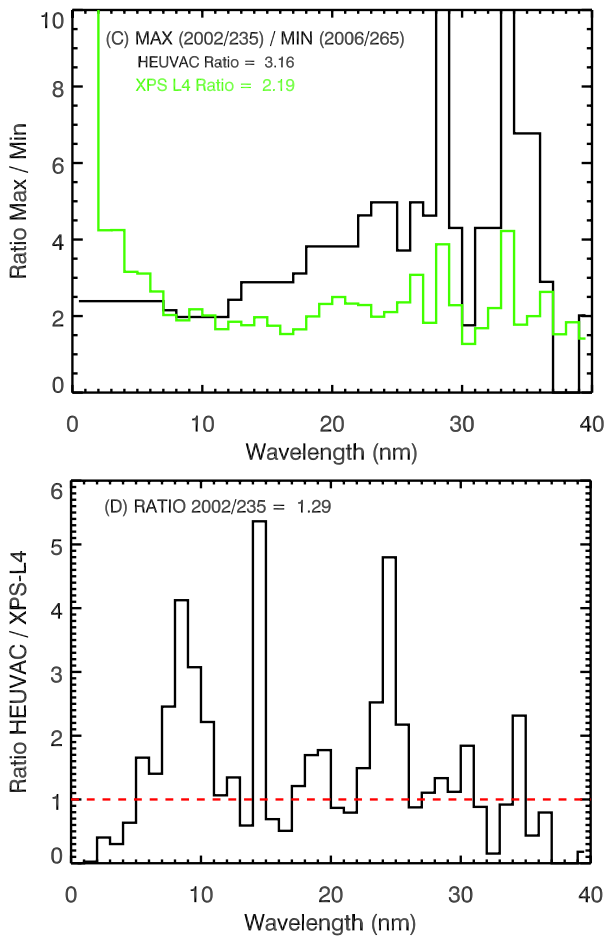 (C) MAX (2002/235) / MIN (2006/265)
HEUVAC Ratio = 3.16
XPS L4 Ratio = 2.19
Ratio Max / Min
10
8
6
4
2
0
0 10 20 30 40
Wavelength (nm)
(D) RATIO 2002/235 = 1.29
Ratio HEUVAC / XPS-L4
6
5
4
3
2
1
0
0 10 20 30 40
Wavelength (nm)